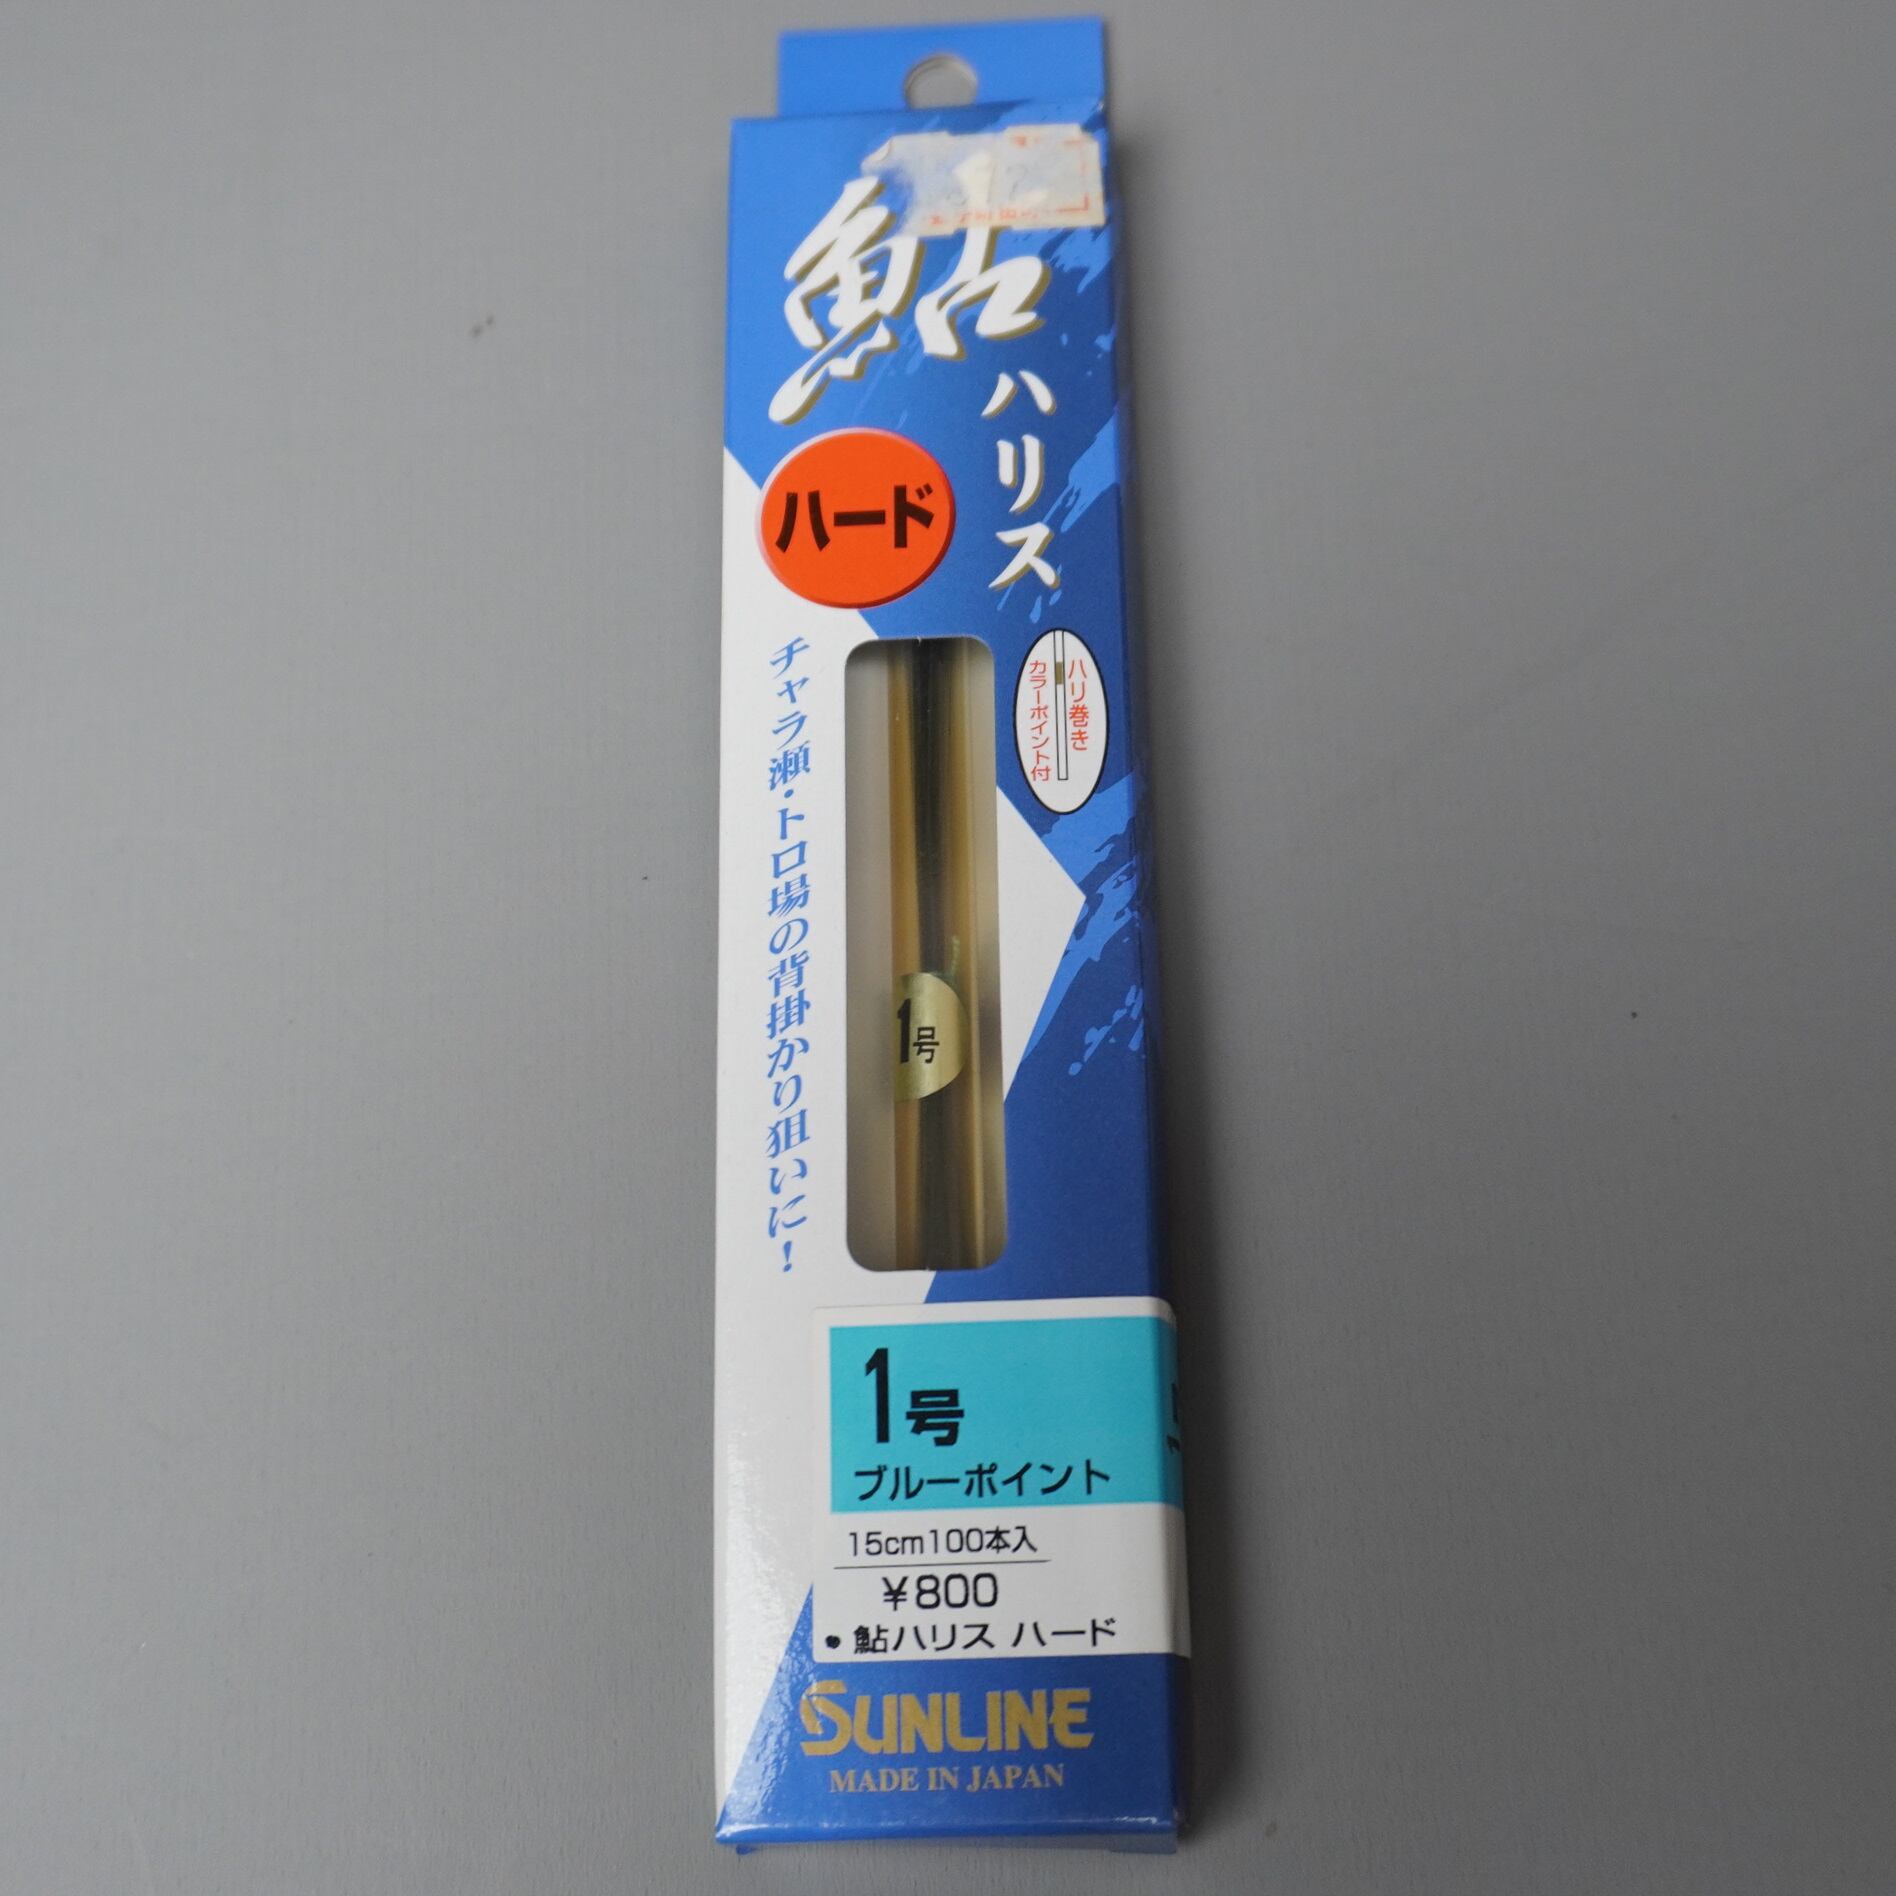 鮎
ハリス
ハード
ハリ巻き
カラーポイント付
チャラ瀬・トロ場の背掛かり狙いに!
1号
1号
ブルーポイント
15cm100本入
¥800
・鮎ハリス ハード
SUNLINE
MADE IN JAPAN